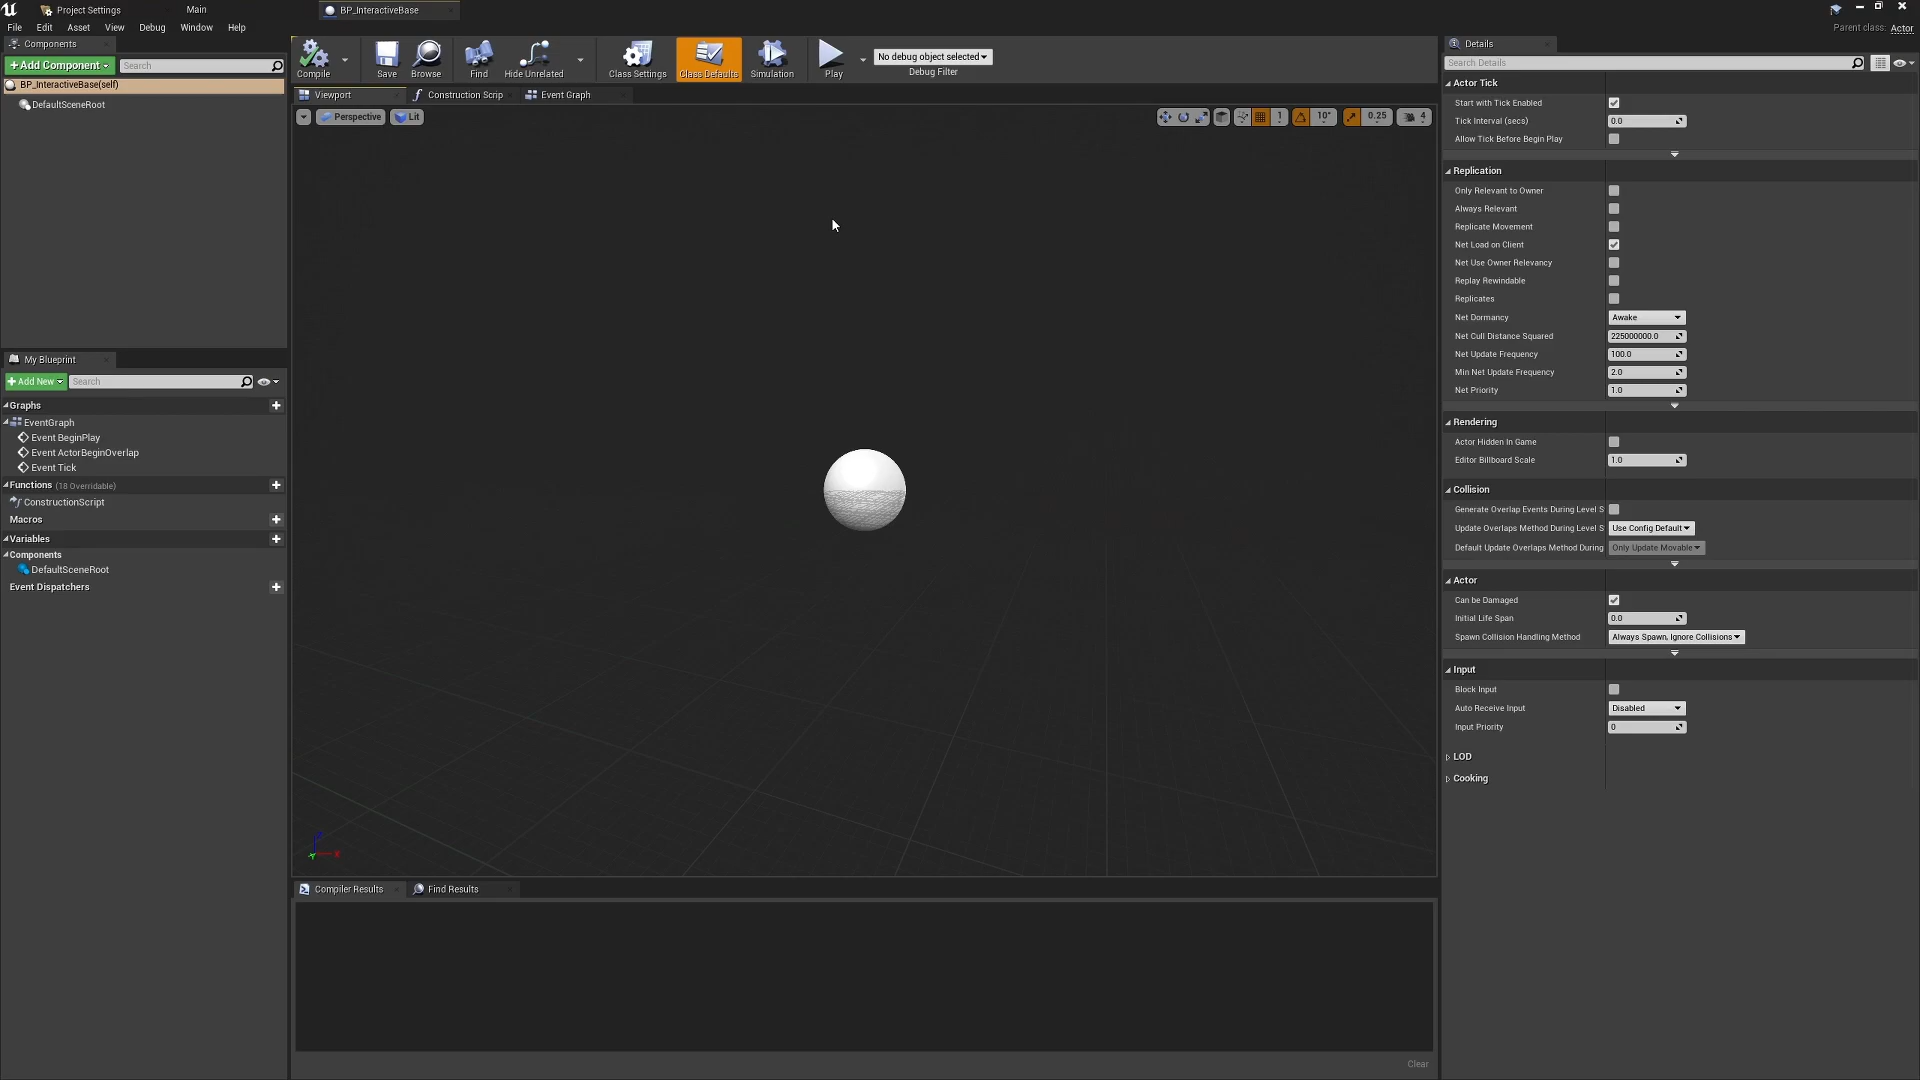 Project Settings
Main
BP_InteractiveBase
File Edit Asset View Debug Window Help
Parent class: Actor
Components
+Add Component
Search
BP_InteractiveBase(self)
DefaultSceneRoot
My Blueprint
+Add New
Search
Graphs
EventGraph
Event BeginPlay
Event ActorBeginOverlap
Event Tick
Functions (18 Overridable)
ConstructionScript
Macros
Variables
Components
DefaultSceneRoot
Event Dispatchers
Compile
Save
Browse
Find
Hide Unrelated
Class Settings
Class Defaults
Simulation
Play
No debug object selected
Debug Filter
Viewport
Construction Scrip
Event Graph
Perspective
Lit
1
10°
0.25
4
Compiler Results
Find Results
Clear
Details
Search Details
Actor Tick
Start with Tick Enabled
Tick Interval (secs) 0.0
Allow Tick Before Begin Play
Replication
Only Relevant to Owner
Always Relevant
Replicate Movement
Net Load on Client
Net Use Owner Relevancy
Replay Rewindable
Replicates
Net Dormancy Awake
Net Cull Distance Squared 225000000.0
Net Update Frequency 100.0
Min Net Update Frequency 2.0
Net Priority 1.0
Rendering
Actor Hidden In Game
Editor Billboard Scale 1.0
Collision
Generate Overlap Events During Level S
Update Overlaps Method During Level S Use Config Default
Default Update Overlaps Method During Only Update Movable
Actor
Can be Damaged
Initial Life Span 0.0
Spawn Collision Handling Method Always Spawn, Ignore Collisions
Input
Block Input
Auto Receive Input Disabled
Input Priority 0
LOD
Cooking